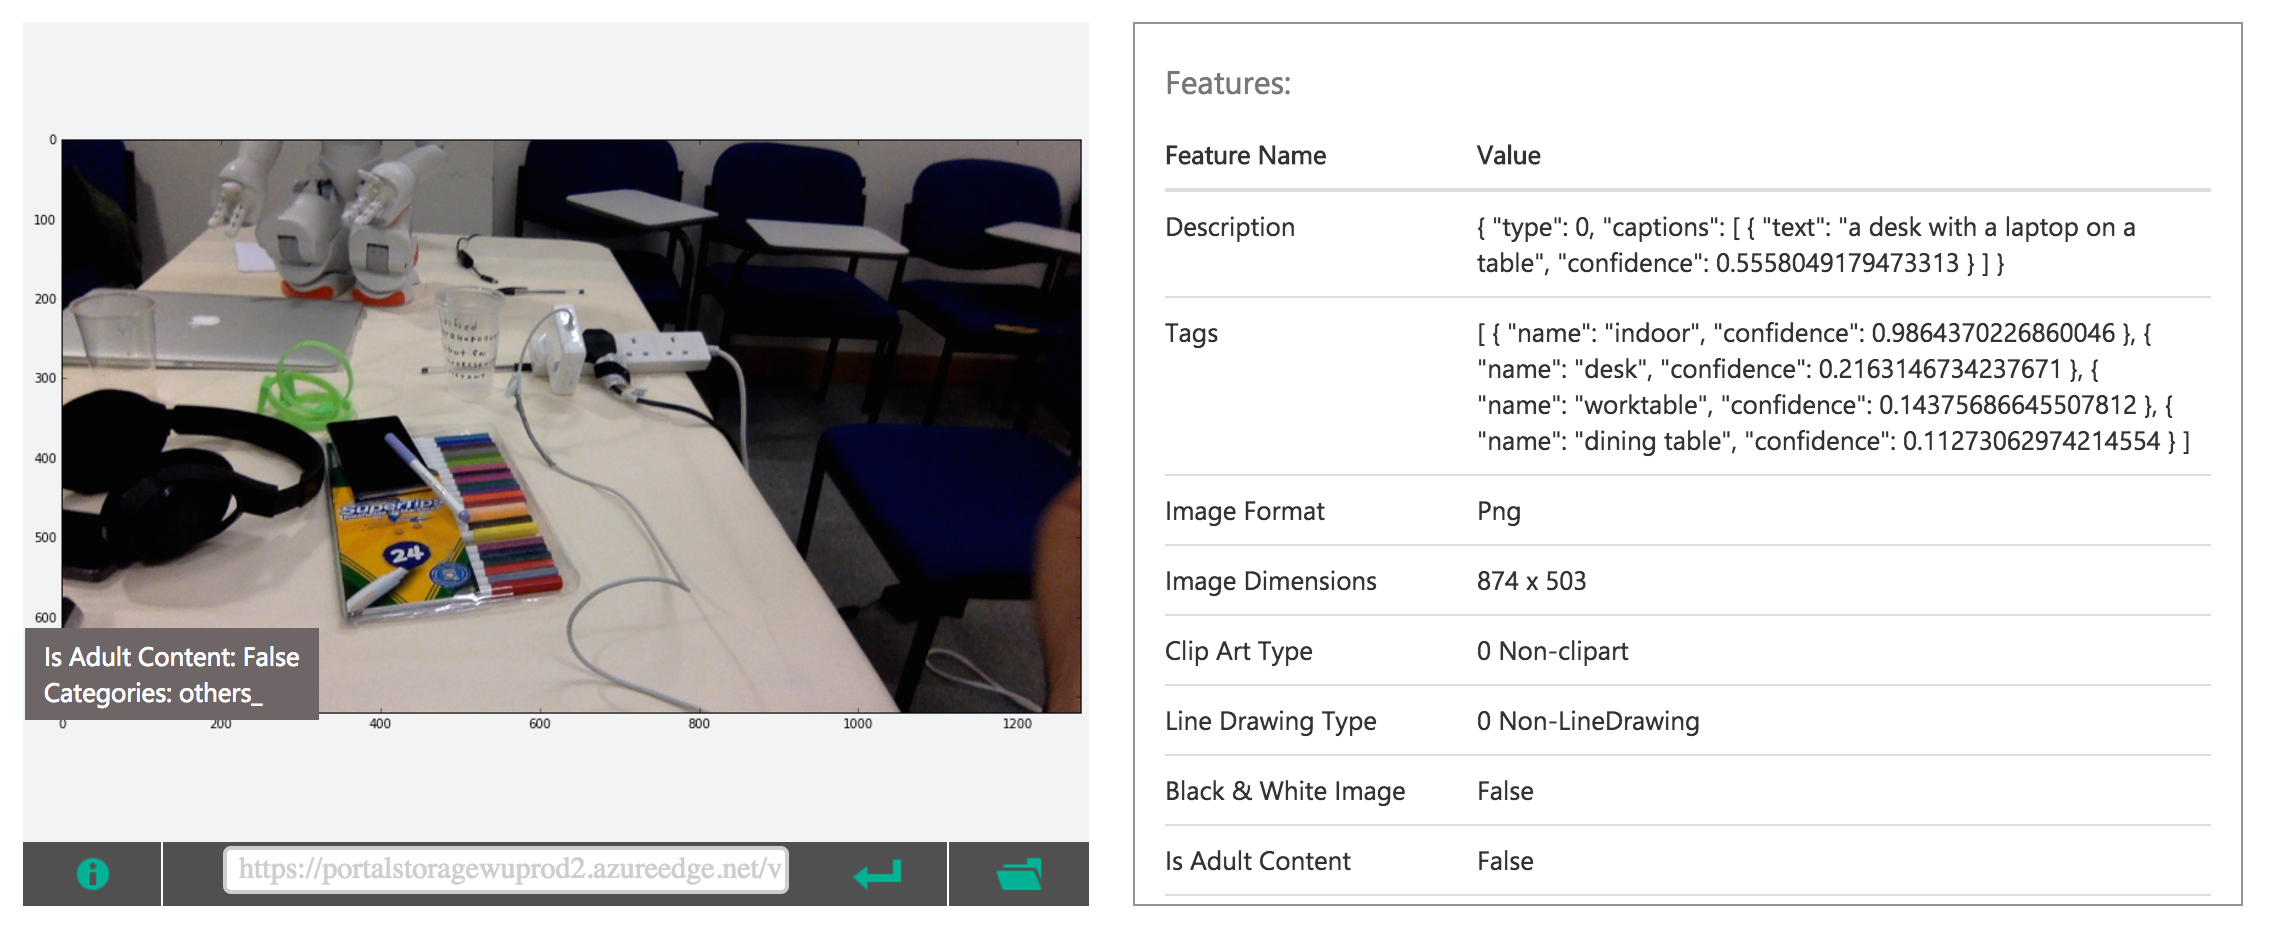 0
100
200
300
400
500
600
0
200
400
600
800
1000
1200
SuperTips
24
Is Adult Content: False
Categories: others_
https://portalstoragewuprod2.azureedge.net/v
Features:
Feature Name Value
Description { "type": 0, "captions": [ { "text": "a desk with a laptop on a
table", "confidence": 0.5558049179473313 } ] }
Tags [ { "name": "indoor", "confidence": 0.9864370226860046 }, {
"name": "desk", "confidence": 0.2163146734237671 }, {
"name": "worktable", "confidence": 0.14375686645507812 }, {
"name": "dining table", "confidence": 0.11273062974214554 } ]
Image Format Png
Image Dimensions 874 x 503
Clip Art Type 0 Non-clipart
Line Drawing Type 0 Non-LineDrawing
Black & White Image False
Is Adult Content False